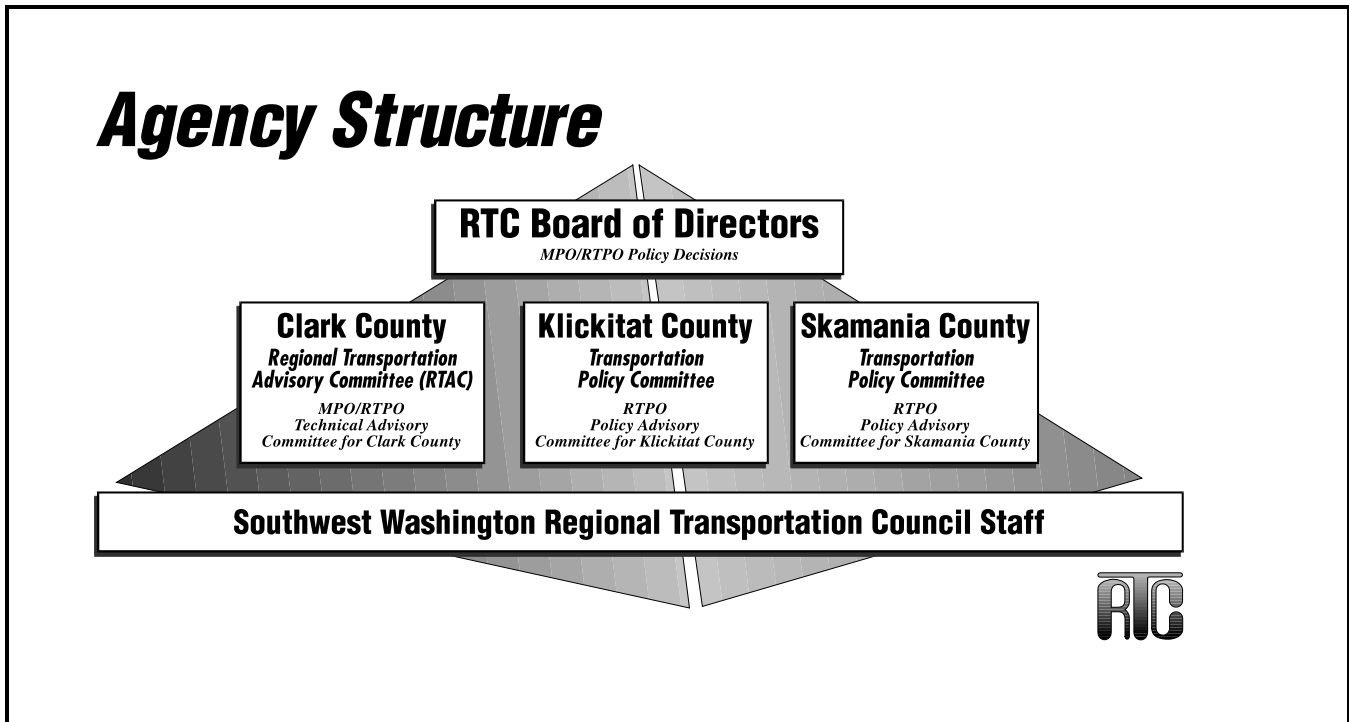 Agency Structure
RTC Board of Directors
MPO/RTPO Policy Decisions
Clark County
Regional Transportation
Advisory Committee (RTAC)
MPO/RTPO
Technical Advisory
Committee for Clark County
Klickitat County
Transportation
Policy Committee
RTPO
Policy Advisory
Committee for Klickitat County
Skamania County
Transportation
Policy Committee
RTPO
Policy Advisory
Committee for Skamania County
Southwest Washington Regional Transportation Council Staff
RTC